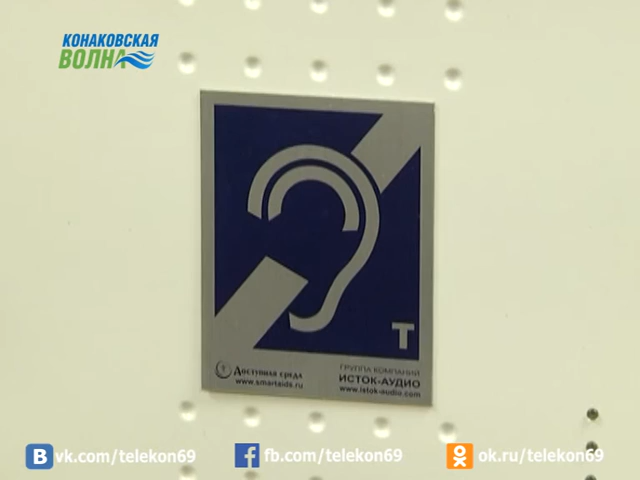 КОНАКОВСКАЯ
ВОЛНА
T
Доступная среда
www.smartaids.ru
ГРУППА КОМПАНИЙ
ИСТОК-АУДИО
www.istok-audio.com
B vk.com/telekon69
f fb.com/telekon69
ok.ru/telekon69